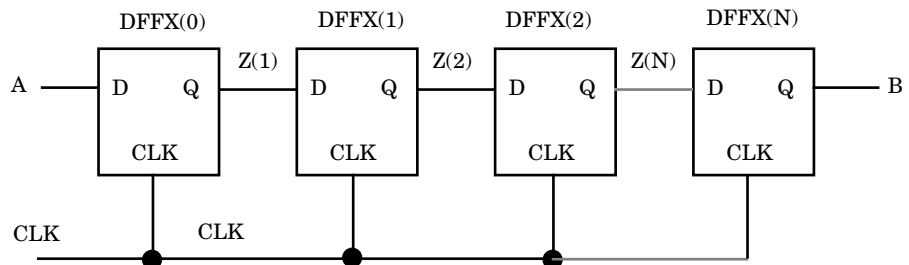 DFFX(0) DFFX(1) DFFX(2) DFFX(N)
Z(1) Z(2) Z(N)
A D Q D Q D Q D Q B
CLK CLK CLK CLK
CLK CLK